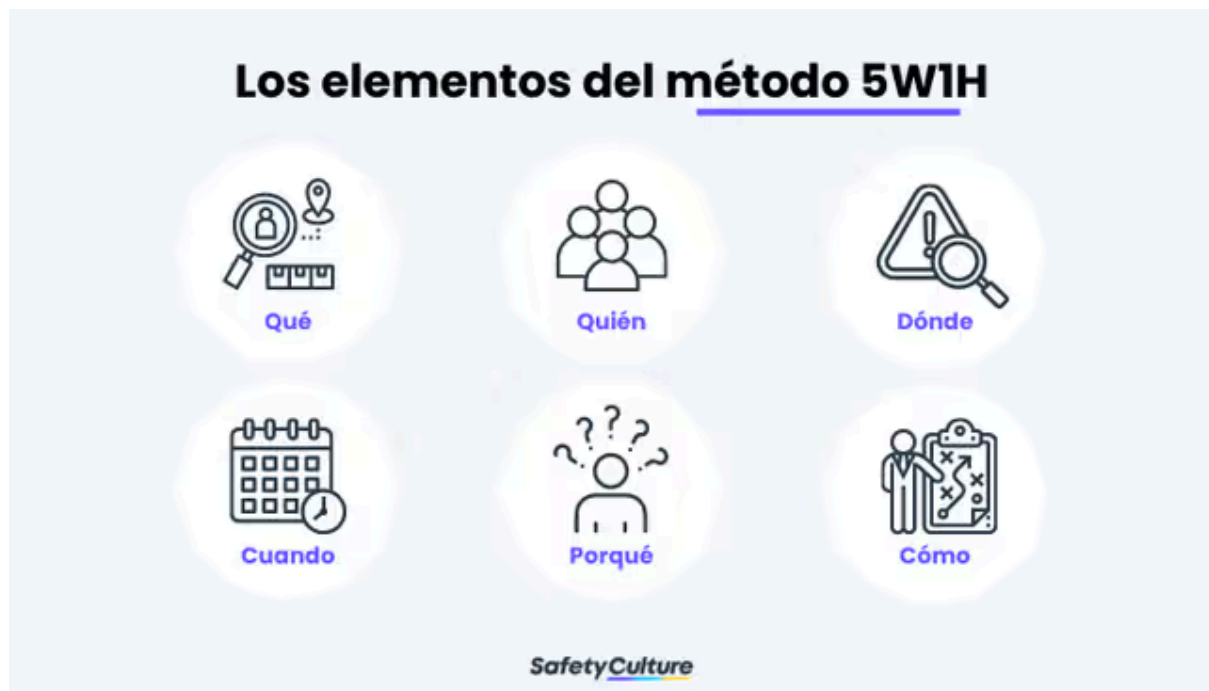 Los elementos del método 5W1H
Qué
Quién
Dónde
Cuando
Porqué
Cómo
SafetyCulture